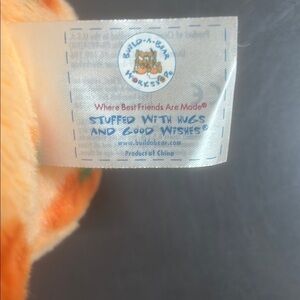 BUILD-A-BEAR
WORKSHOP®
Where Best Friends Are Made®
STUFFED WITH HUGS
AND GOOD WISHES®
www.buildabear.com
Product of China